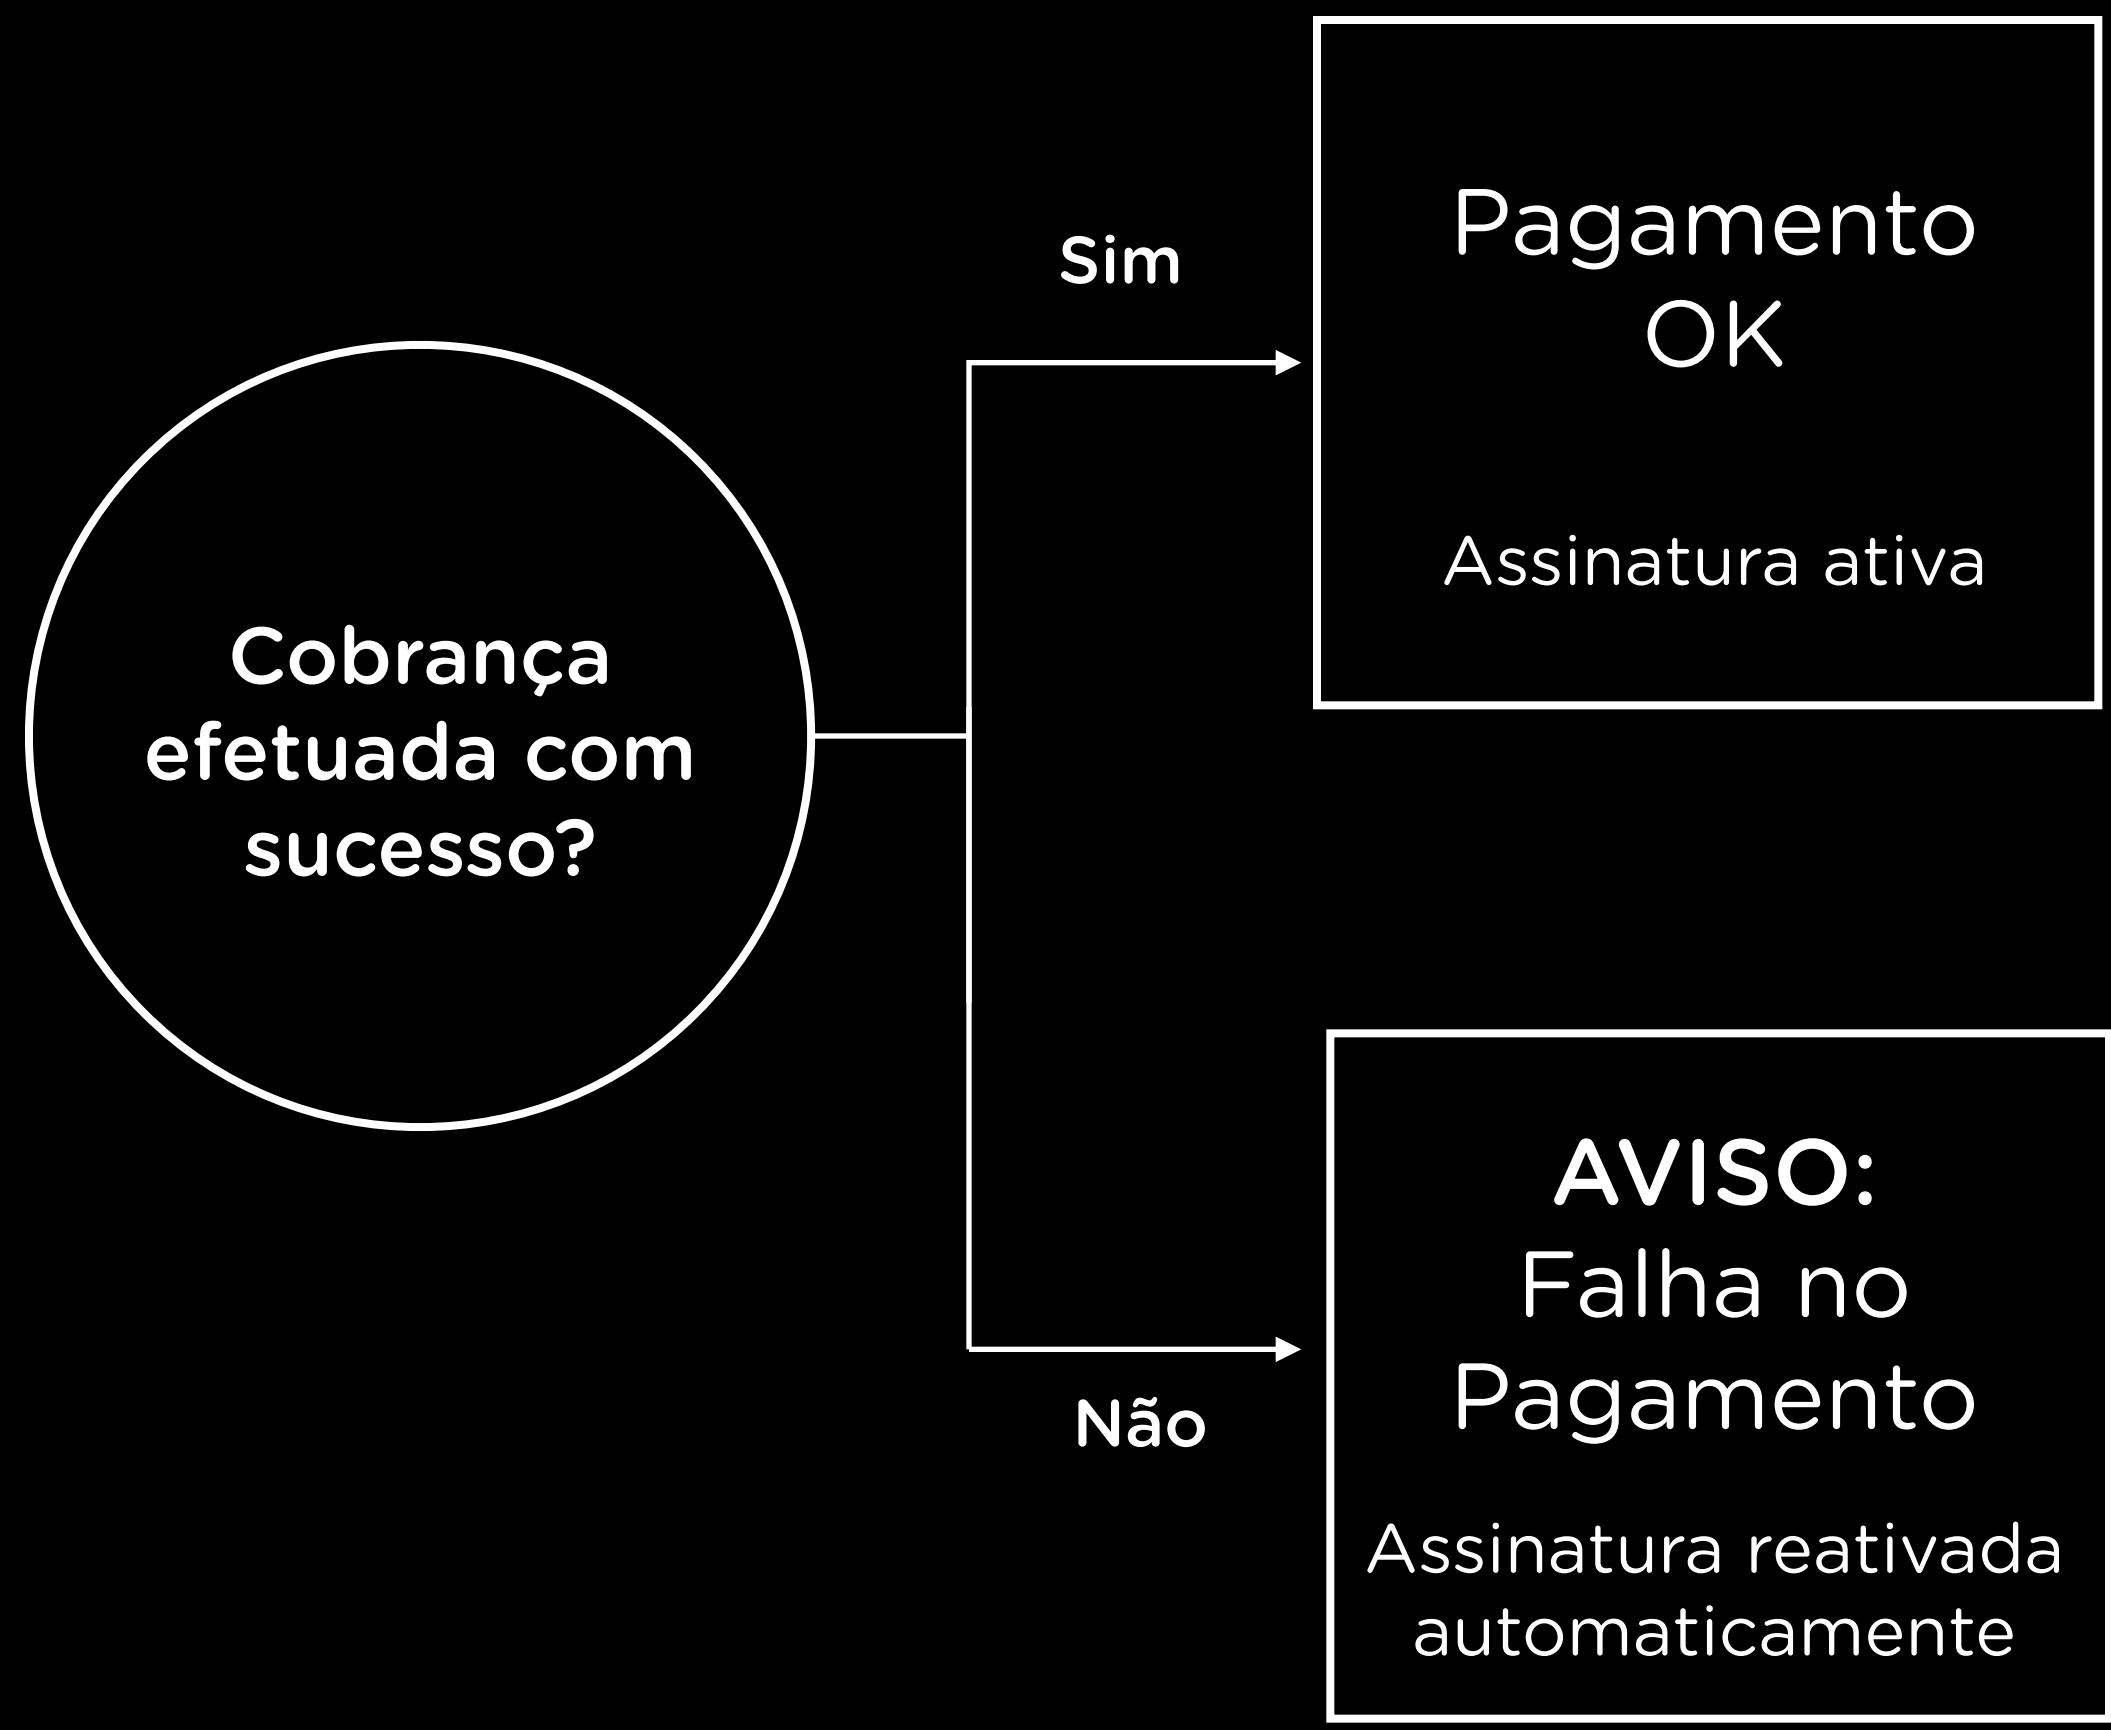 Cobrança
efetuada com
sucesso?
Sim
Pagamento
OK
Assinatura ativa
Não
AVISO:
Falha no
Pagamento
Assinatura reativada
automaticamente